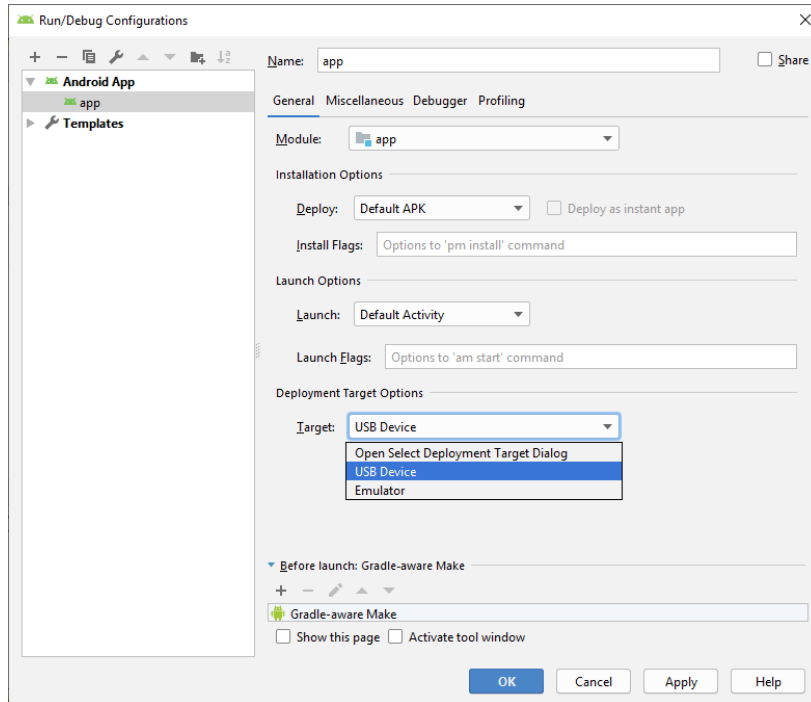 Run/Debug Configurations
Name: app
Share
Android App
app
Templates
General Miscellaneous Debugger Profiling
Module: app
Installation Options
Deploy: Default APK
Deploy as instant app
Install Flags: Options to 'pm install' command
Launch Options
Launch: Default Activity
Launch Flags: Options to 'am start' command
Deployment Target Options
Target: USB Device
Open Select Deployment Target Dialog
USB Device
Emulator
Before launch: Gradle-aware Make
Gradle-aware Make
Show this page Activate tool window
OK Cancel Apply Help